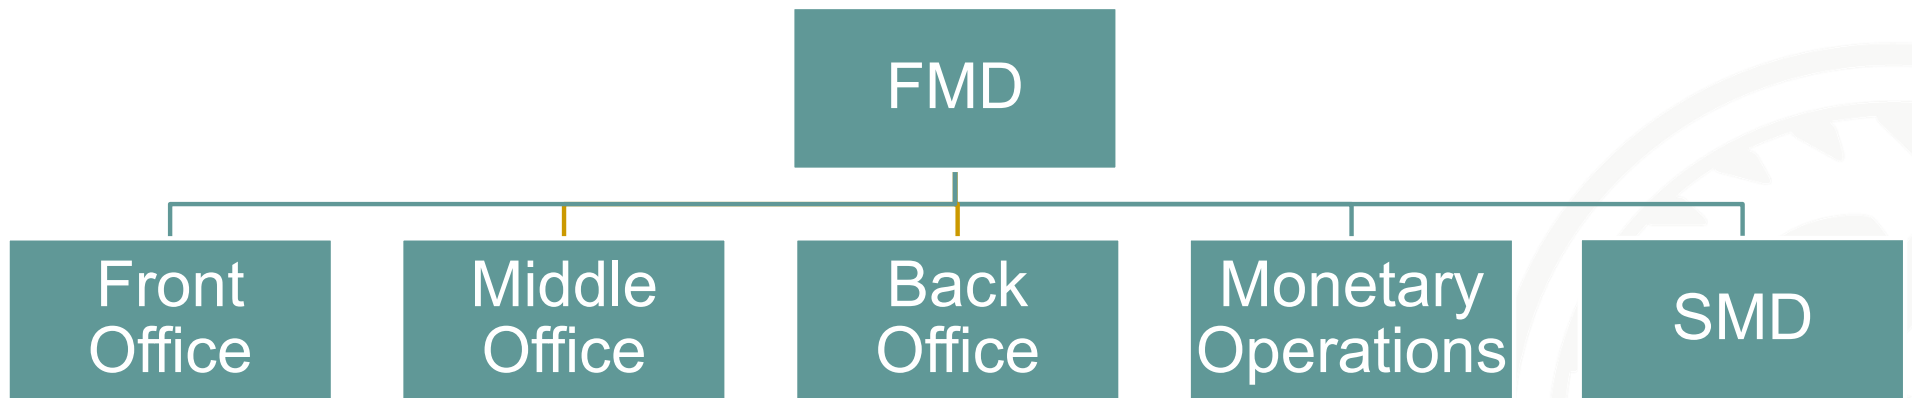 FMD
Front
Office
Middle
Office
Back
Office
Monetary
Operations
SMD